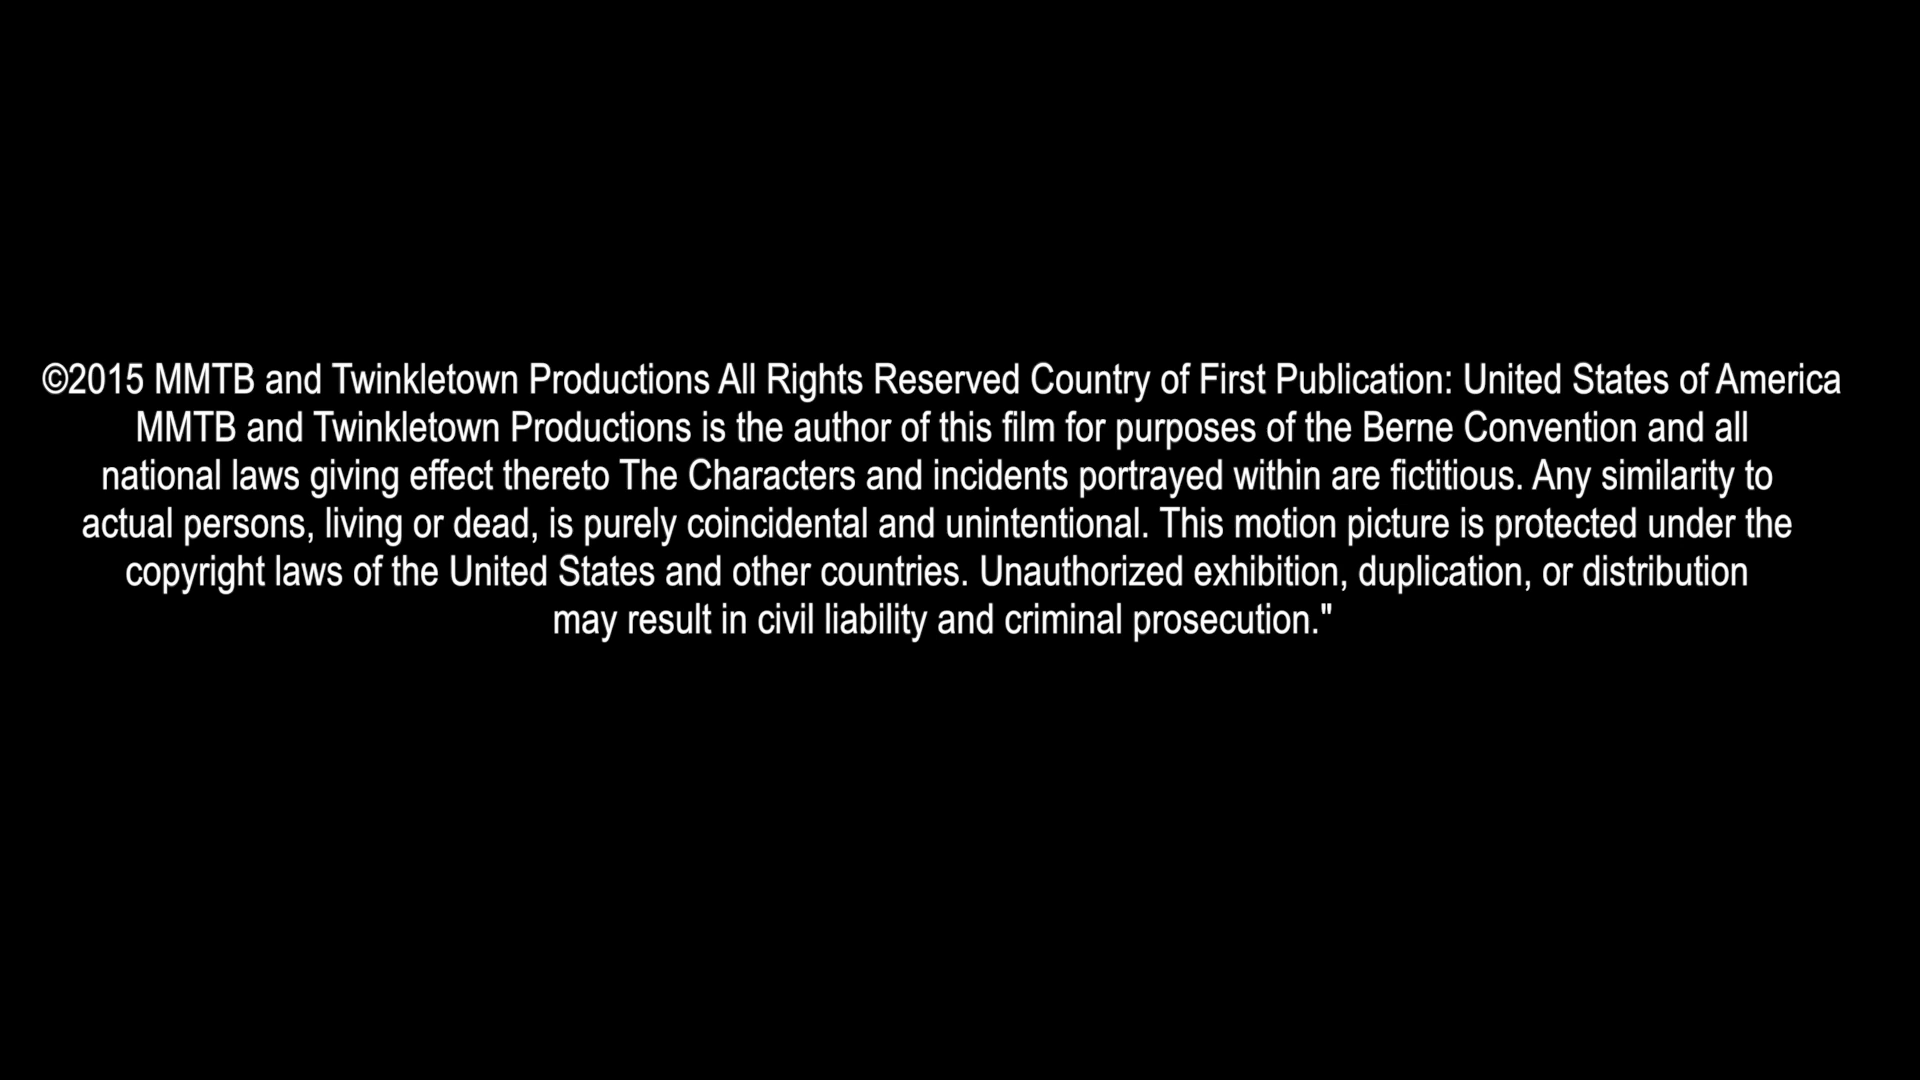 ©2015 MMTB and Twinkletown Productions All Rights Reserved Country of First Publication: United States of America
MMTB and Twinkletown Productions is the author of this film for purposes of the Berne Convention and all
national laws giving effect thereto The Characters and incidents portrayed within are fictitious. Any similarity to
actual persons, living or dead, is purely coincidental and unintentional. This motion picture is protected under the
copyright laws of the United States and other countries. Unauthorized exhibition, duplication, or distribution
may result in civil liability and criminal prosecution."